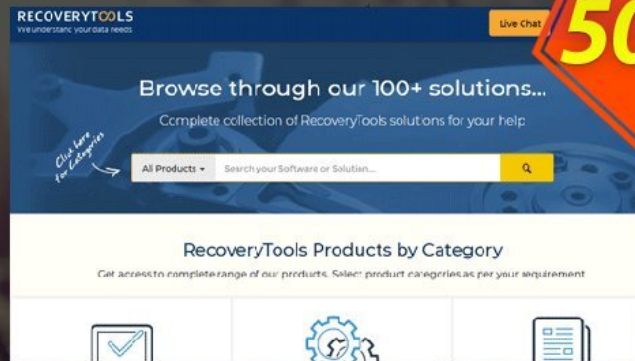 RECOVERYTOOLS
We understand your data needs
Live Chat
50
Browse through our 100+ solutions...
Complete collection of RecoveryTools solutions for your help
Click here
for Categories
All Products
Search your Software or Solution...
RecoveryTools Products by Category
Get access to complete range of our products. Select product categories as per your requirement